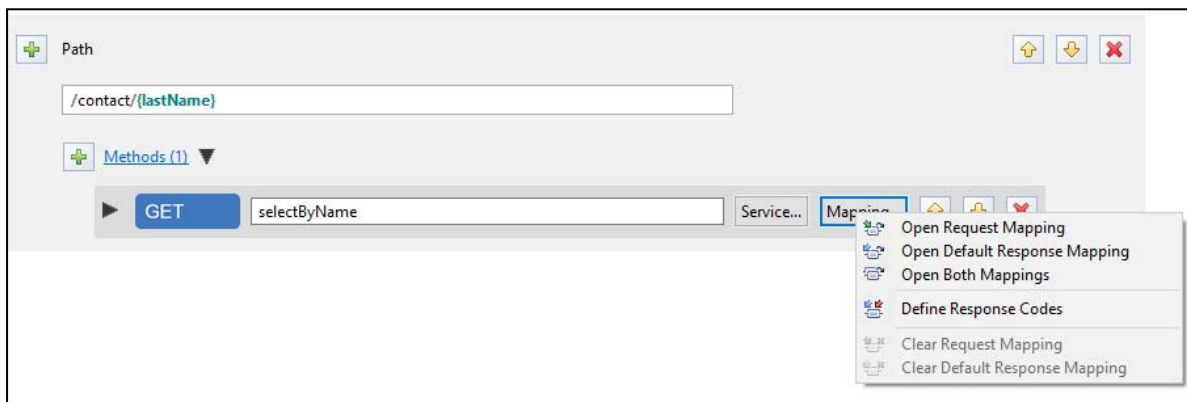 Path
/contact/{lastName}
Methods (1)
GET selectByName Service... Mapping...
Open Request Mapping
Open Default Response Mapping
Open Both Mappings
Define Response Codes
Clear Request Mapping
Clear Default Response Mapping